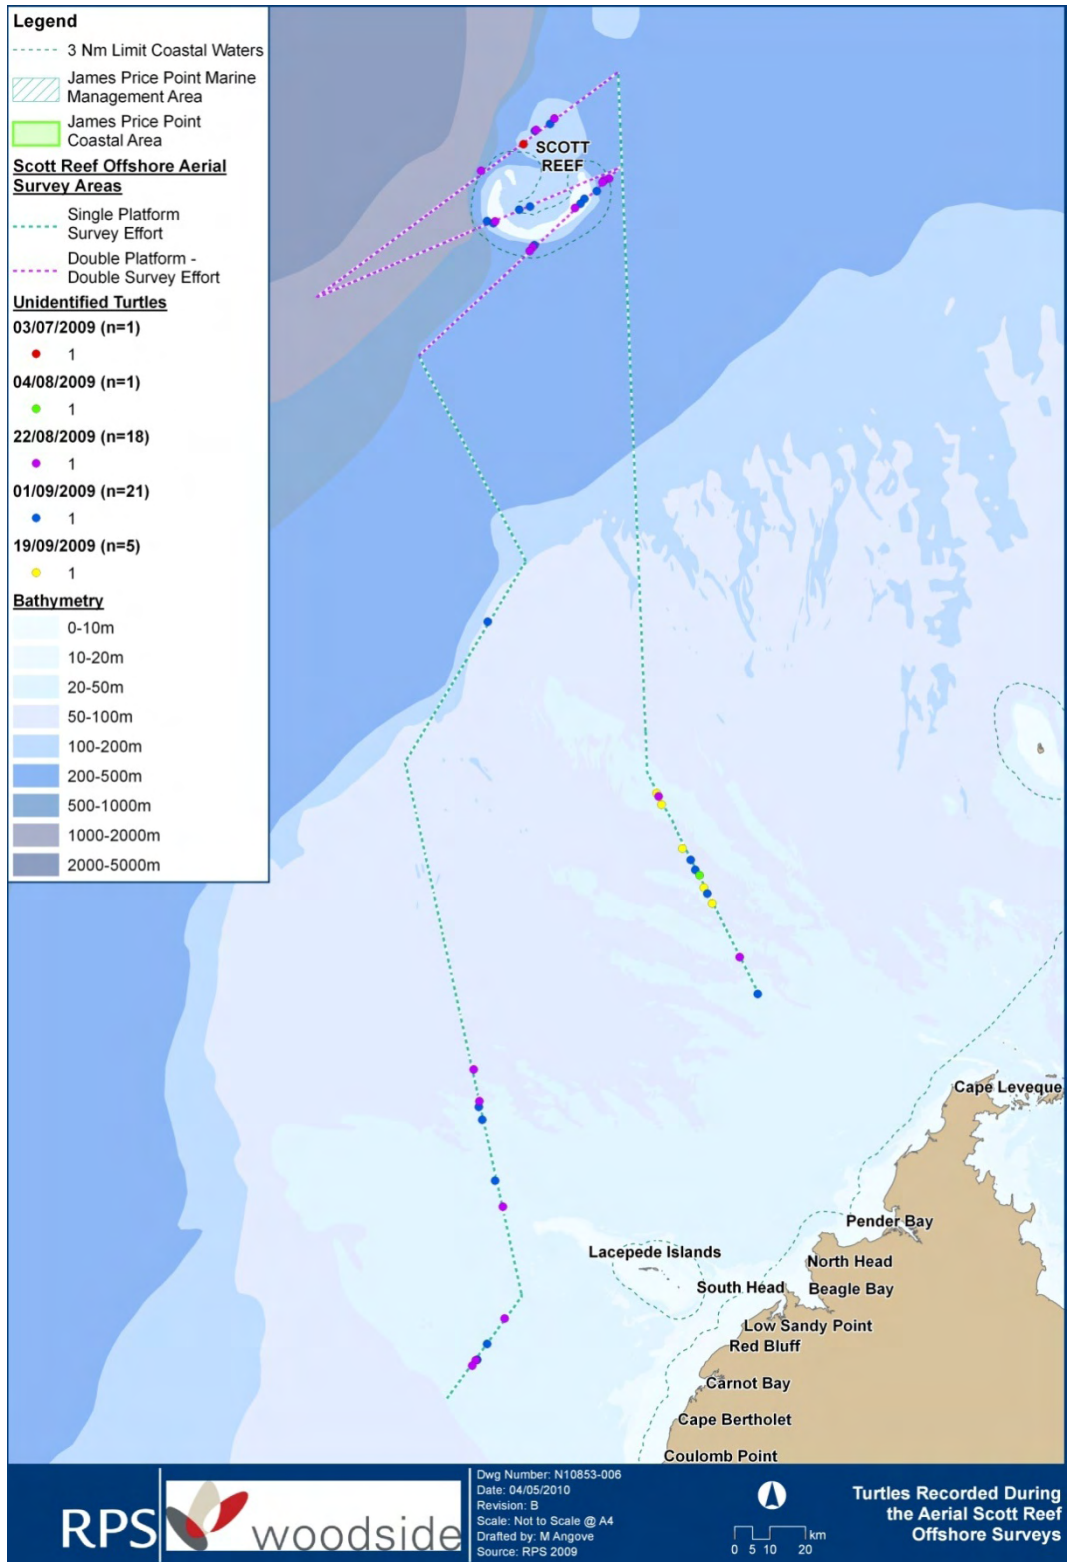 Legend
3 Nm Limit Coastal Waters
James Price Point Marine
Management Area
James Price Point
Coastal Area
Scott Reef Offshore Aerial
Survey Areas
Single Platform
Survey Effort
Double Platform -
Double Survey Effort
Unidentified Turtles
03/07/2009 (n=1)
1
04/08/2009 (n=1)
1
22/08/2009 (n=18)
1
01/09/2009 (n=21)
1
19/09/2009 (n=5)
1
Bathymetry
0-10m
10-20m
20-50m
50-100m
100-200m
200-500m
500-1000m
1000-2000m
2000-5000m
SCOTT
REEF
Cape Leveque
Pender Bay
Lacepede Islands
North Head
South Head
Beagle Bay
Low Sandy Point
Red Bluff
Carnot Bay
Cape Bertholet
Coulomb Point
RPS
woodside
Dwg Number: N10853-006
Date: 04/05/2010
Revision: B
Scale: Not to Scale @ A4
Drafted by: M Angove
Source: RPS 2009
km
0 5 10 20
Turtles Recorded During
the Aerial Scott Reef
Offshore Surveys